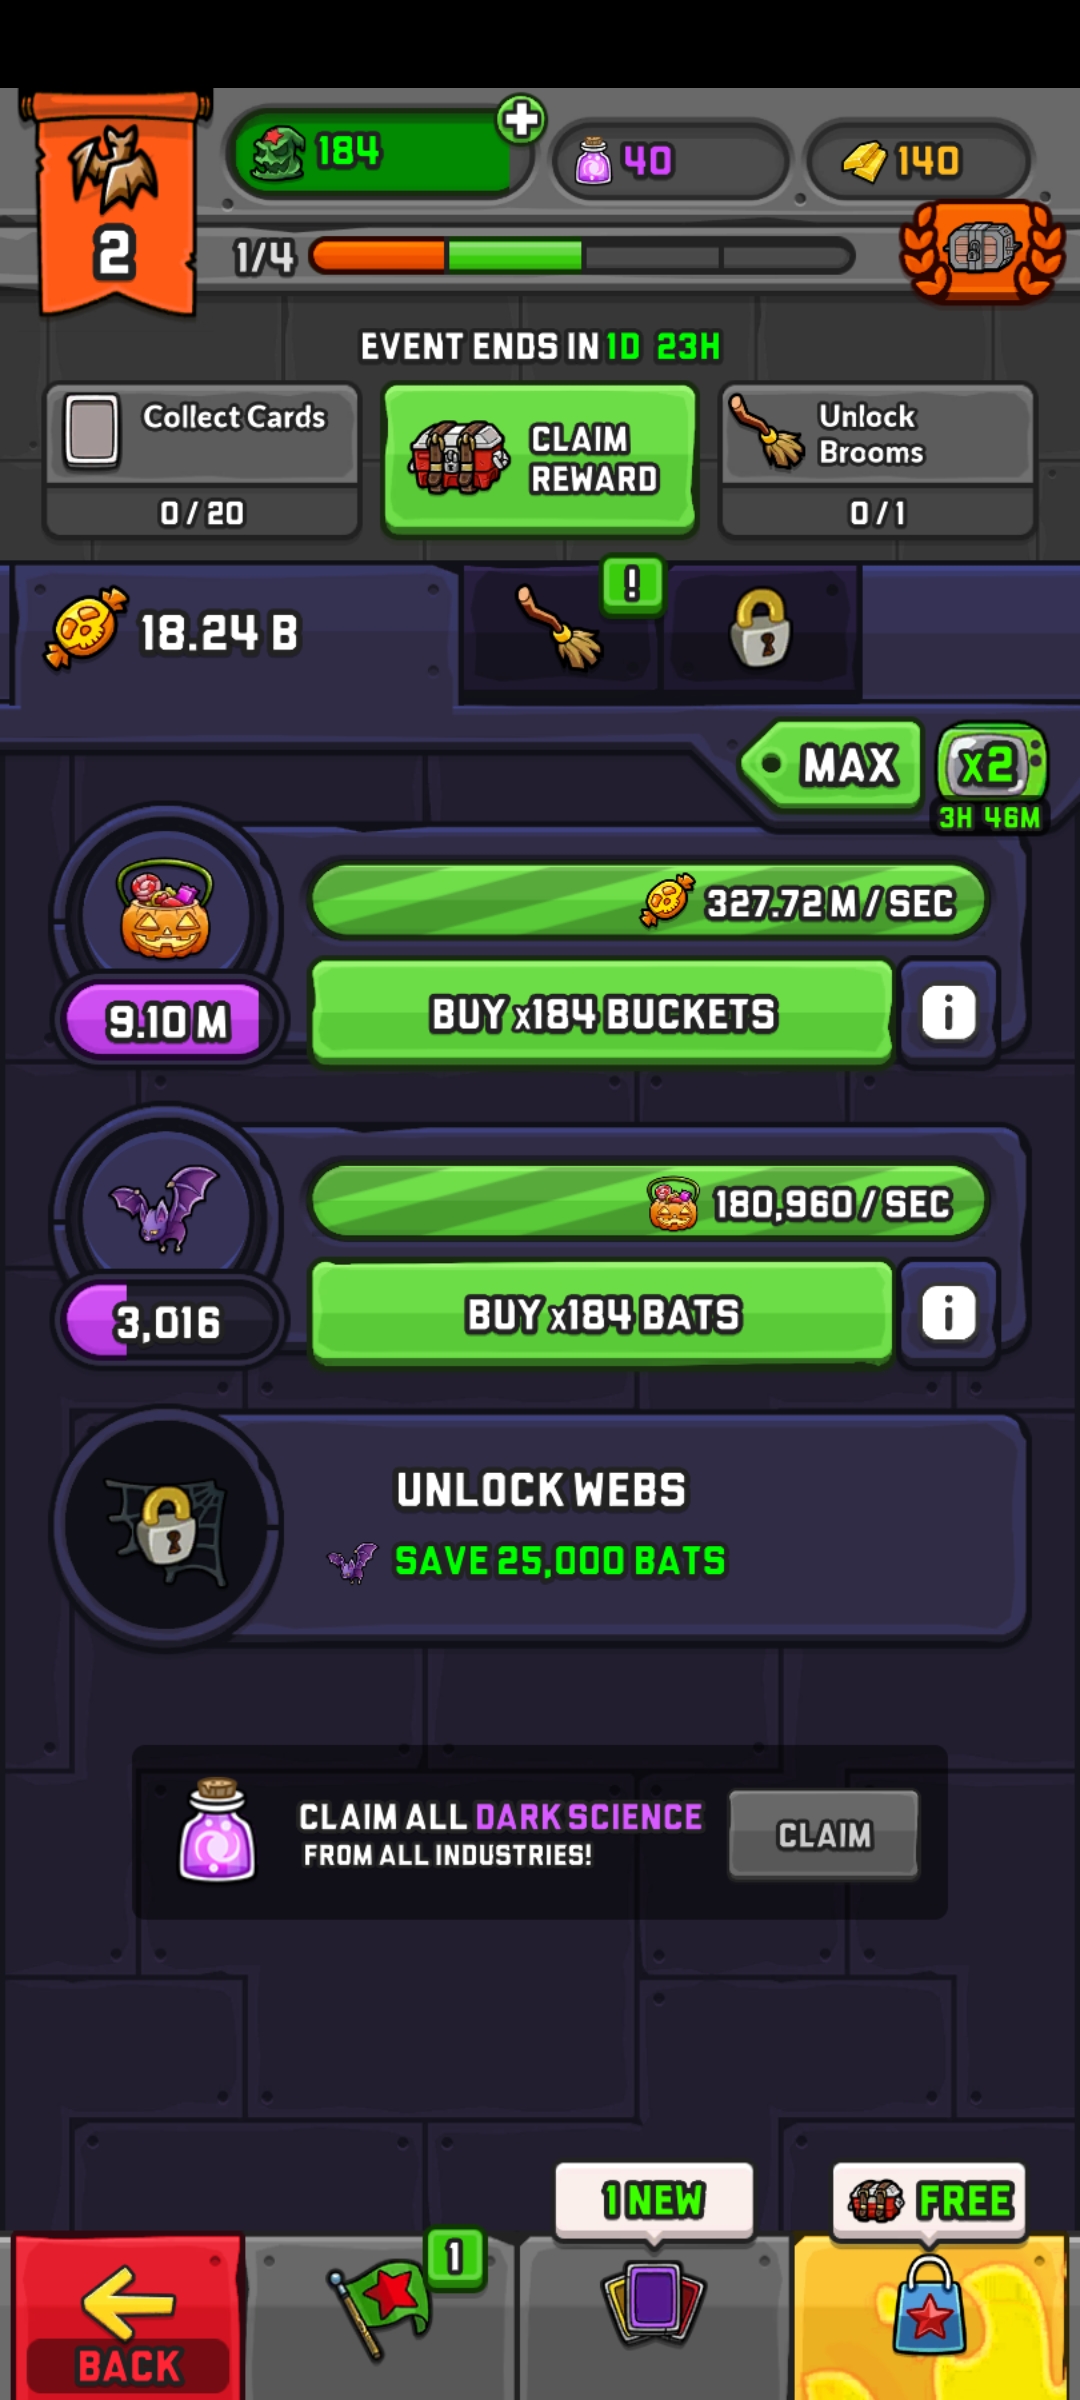 184
40
140
2
1/4
EVENT ENDS IN 1D 23H
Collect Cards
0 / 20
CLAIM
REWARD
Unlock
Brooms
0 / 1
18.24 B
!
MAX
x2
3H 46M
327.72 M / SEC
9.10 M
BUY x184 BUCKETS
i
180,960 / SEC
3,016
BUY x184 BATS
i
UNLOCK WEBS
SAVE 25,000 BATS
CLAIM ALL DARK SCIENCE
FROM ALL INDUSTRIES!
CLAIM
1 NEW
FREE
1
BACK